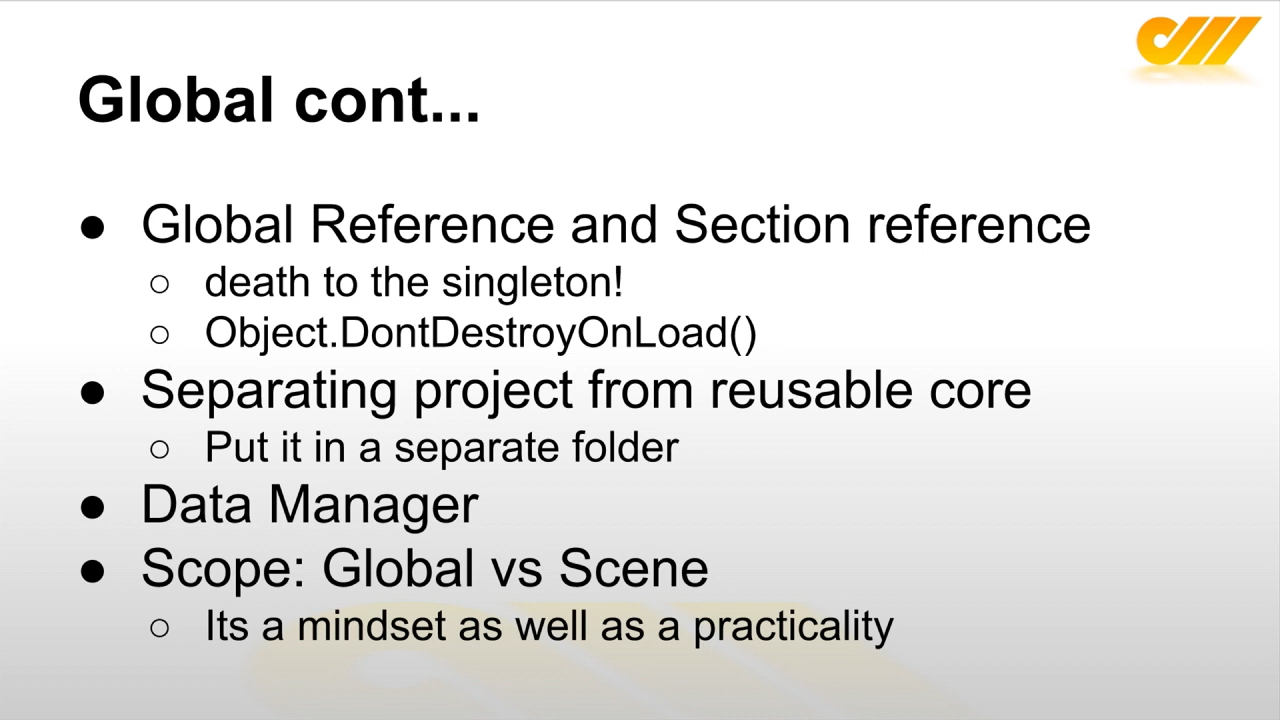 Global cont...
● Global Reference and Section reference
○ death to the singleton!
○ Object.DontDestroyOnLoad()
● Separating project from reusable core
○ Put it in a separate folder
● Data Manager
● Scope: Global vs Scene
○ Its a mindset as well as a practicality